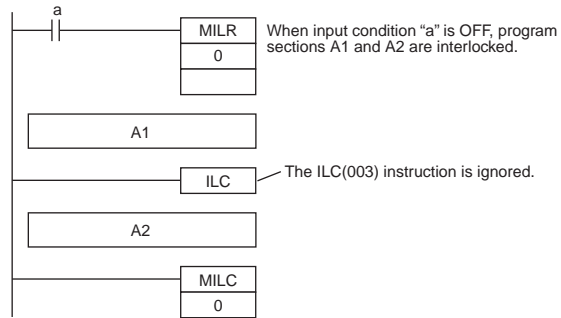 a
MILR
0
When input condition “a” is OFF, program
sections A1 and A2 are interlocked.
A1
ILC
The ILC(003) instruction is ignored.
A2
MILC
0